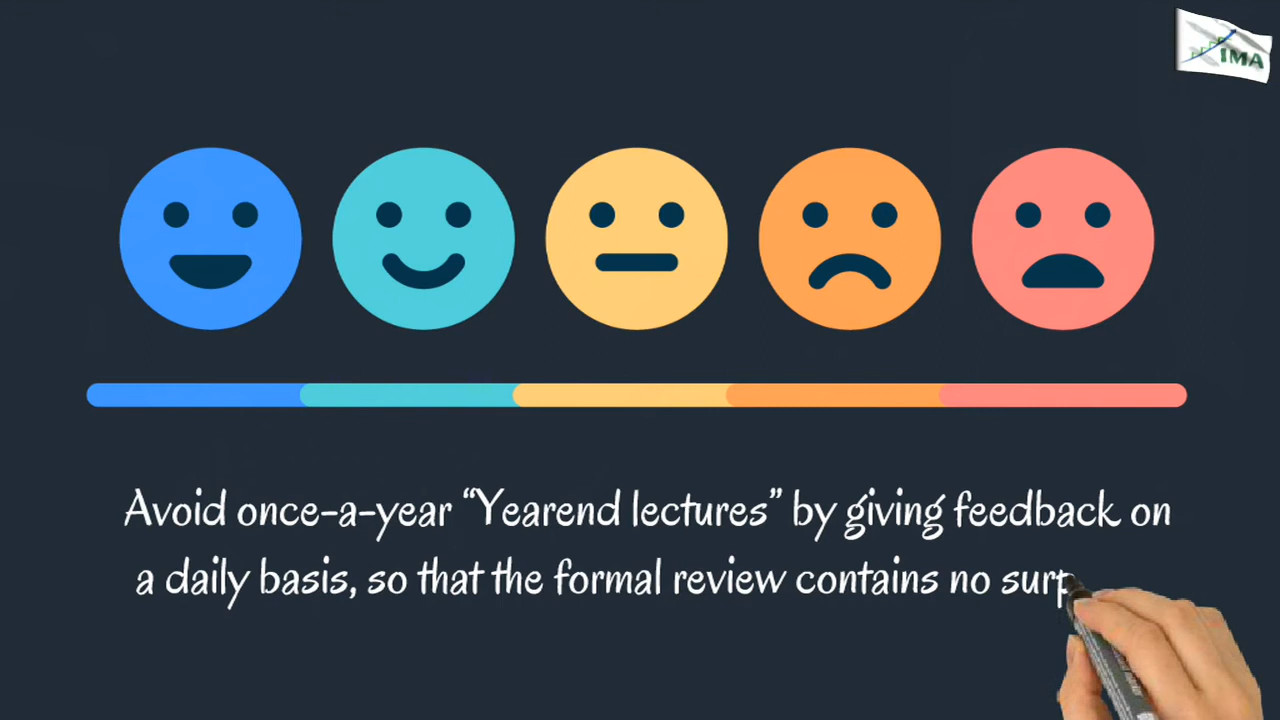 IMA
Avoid once-a-year “Yearend lectures” by giving feedback on
a daily basis, so that the formal review contains no surp